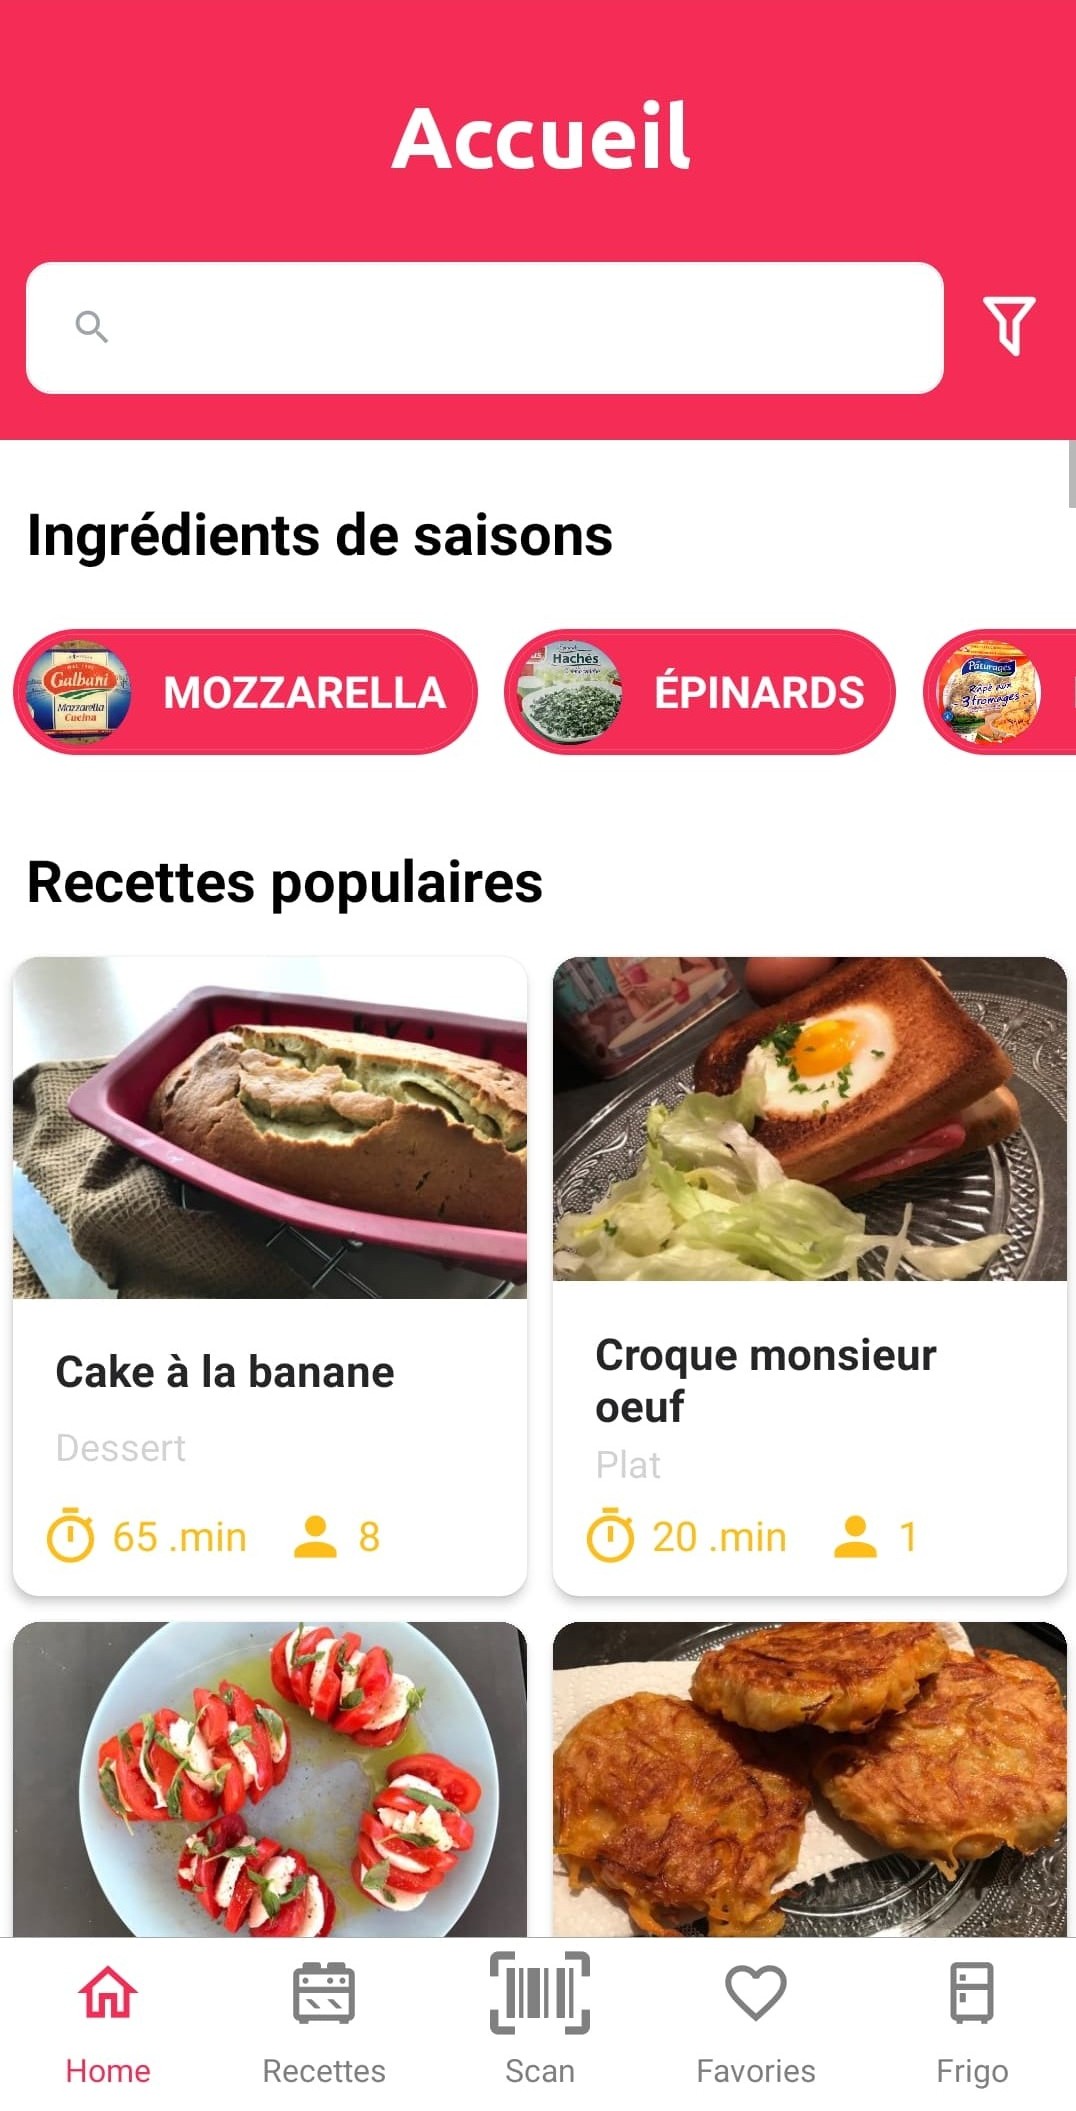 Accueil
Ingrédients de saisons
Galbani
Mozzarella
Cucina
MOZZARELLA
Hachés
ÉPINARDS
Pâturages
Râpé aux
3 fromages
Recettes populaires
Cake à la banane
Croque monsieur
oeuf
Dessert
Plat
65 .min 8
20 .min 1
Home
Recettes
Scan
Favories
Frigo